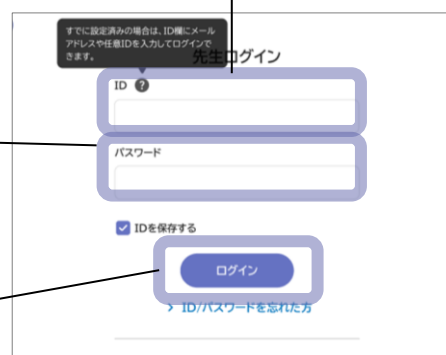 すでに設定済みの場合は、ID欄にメール
アドレスや任意IDを入力してログインで
きます。
先生ログイン
ID ?
パスワード
IDを保存する
ログイン
› ID/パスワードを忘れた方